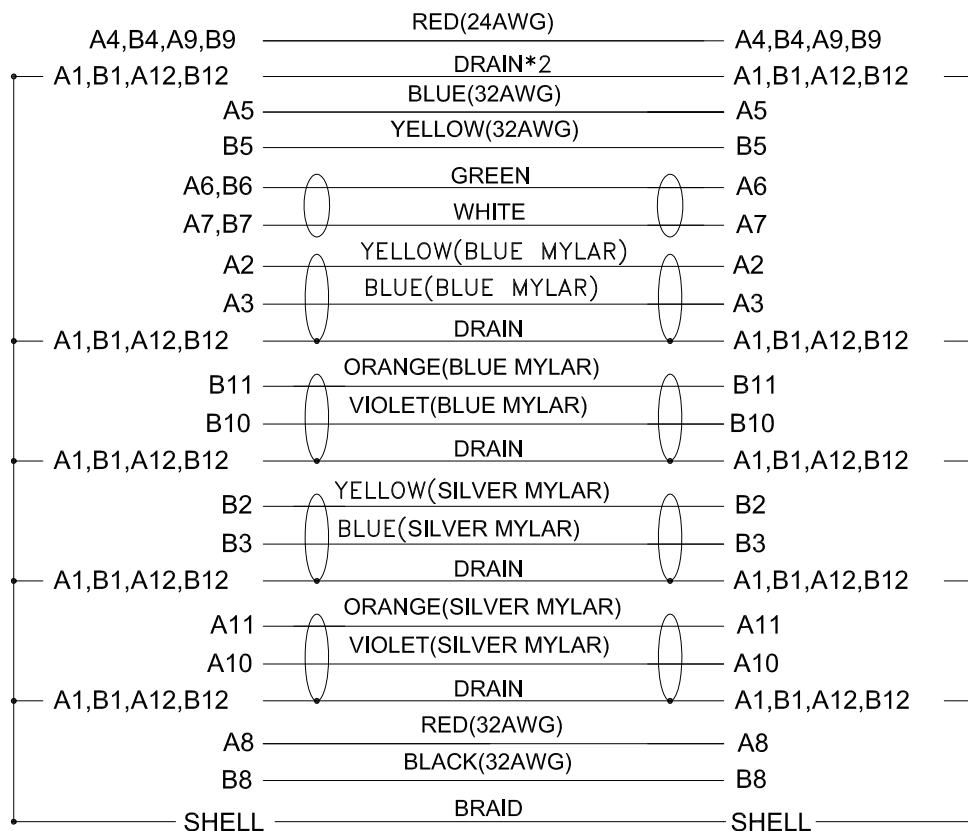 A4,B4,A9,B9 RED(24AWG) A4,B4,A9,B9
A1,B1,A12,B12 DRAIN*2 A1,B1,A12,B12
A5 BLUE(32AWG) A5
B5 YELLOW(32AWG) B5
A6,B6 GREEN A6
A7,B7 WHITE A7
A2 YELLOW(BLUE MYLAR) A2
A3 BLUE(BLUE MYLAR) A3
A1,B1,A12,B12 DRAIN A1,B1,A12,B12
B11 ORANGE(BLUE MYLAR) B11
B10 VIOLET(BLUE MYLAR) B10
A1,B1,A12,B12 DRAIN A1,B1,A12,B12
B2 YELLOW(SILVER MYLAR) B2
B3 BLUE(SILVER MYLAR) B3
A1,B1,A12,B12 DRAIN A1,B1,A12,B12
A11 ORANGE(SILVER MYLAR) A11
A10 VIOLET(SILVER MYLAR) A10
A1,B1,A12,B12 DRAIN A1,B1,A12,B12
A8 RED(32AWG) A8
B8 BLACK(32AWG) B8
SHELL BRAID SHELL